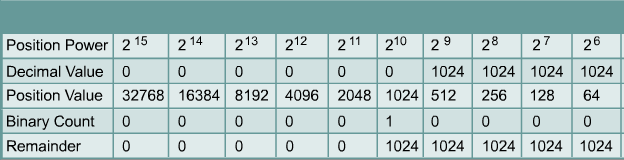 Position Power 2 15 2 14 2 13 2 12 2 11 2 10 2 9 2 8 2 7 2 6
Decimal Value 0 0 0 0 0 0 1024 1024 1024 1024
Position Value 32768 16384 8192 4096 2048 1024 512 256 128 64
Binary Count 0 0 0 0 0 1 0 0 0 0
Remainder 0 0 0 0 0 1024 1024 1024 1024 1024